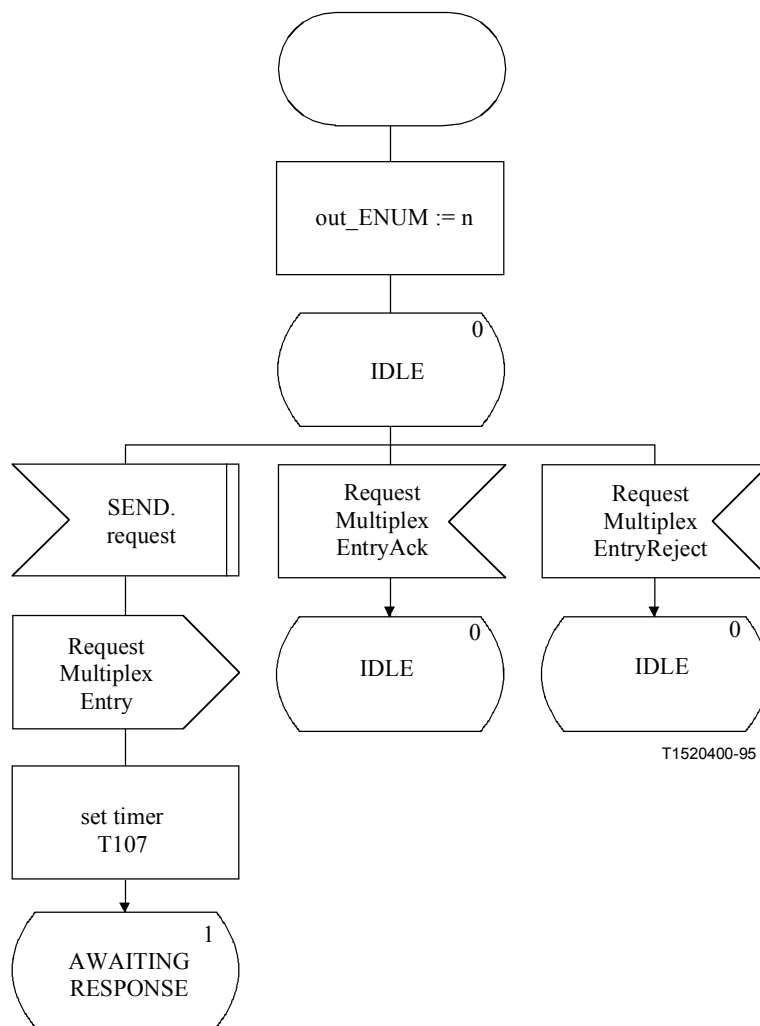 out_ENUM := n
0
IDLE
SEND.
request
Request
Multiplex
EntryAck
Request
Multiplex
EntryReject
Request
Multiplex
Entry
0
IDLE
0
IDLE
T1520400-95
set timer
T107
1
AWAITING
RESPONSE